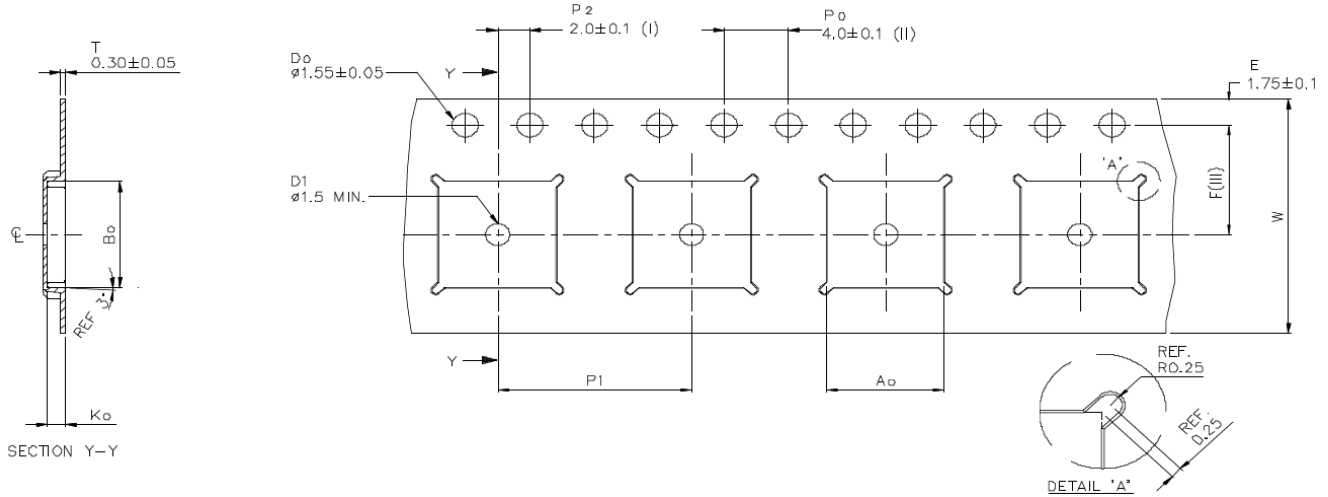 T
0.30±0.05
P2
2.0±0.1 (I)
Po
4.0±0.1 (II)
Do
ø1.55±0.05
Y
E
1.75±0.1
D1
ø1.5 MIN.
"A"
F(III)
W
℄
Bo
REF 3°
Ko
SECTION Y-Y
Y
P1
Ao
REF.
R0.25
REF.
0.25
DETAIL "A"